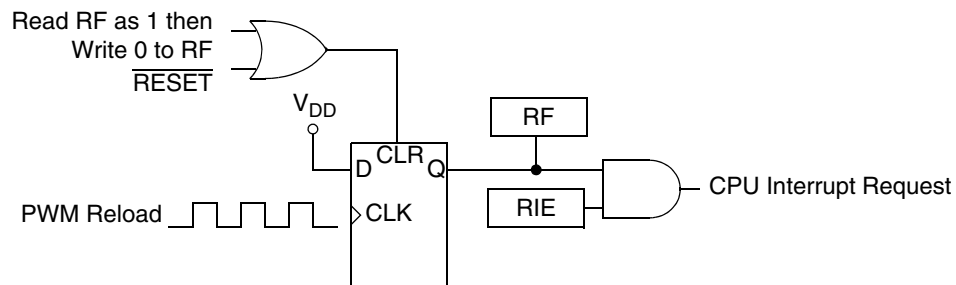 Read RF as 1 then
Write 0 to RF
RESET
VDD
RF
D
CLR
Q
CPU Interrupt Request
RIE
PWM Reload
CLK